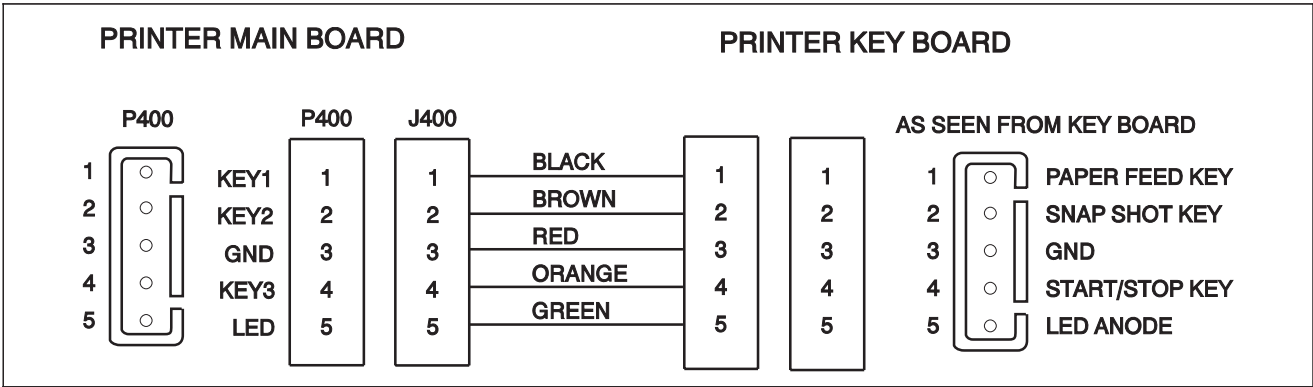 PRINTER MAIN BOARD
PRINTER KEY BOARD
P400
P400
J400
AS SEEN FROM KEY BOARD
1 KEY1 1 1 BLACK 1 1 1 PAPER FEED KEY
2 KEY2 2 2 BROWN 2 2 2 SNAP SHOT KEY
3 GND 3 3 RED 3 3 3 GND
4 KEY3 4 4 ORANGE 4 4 4 START/STOP KEY
5 LED 5 5 GREEN 5 5 5 LED ANODE